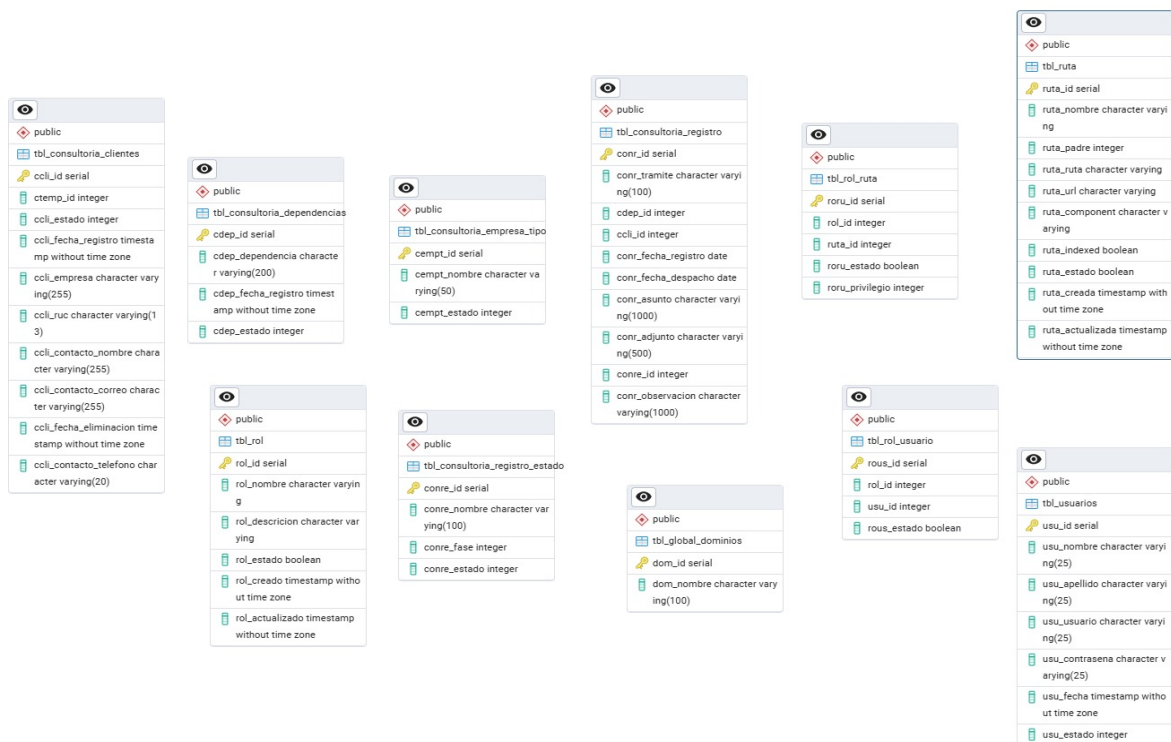 public
tbl_consultoria_clientes
ccli_id serial
ctemp_id integer
ccli_estado integer
ccli_fecha_registro timesta
mp without time zone
ccli_empresa character vary
ing(255)
ccli_ruc character varying(1
3)
ccli_contacto_nombre chara
cter varying(255)
ccli_contacto_correo charac
ter varying(255)
ccli_fecha_eliminacion time
stamp without time zone
ccli_contacto_telefono char
acter varying(20)
public
tbl_consultoria_dependencias
cdep_id serial
cdep_dependencia characte
r varying(200)
cdep_fecha_registro timest
amp without time zone
cdep_estado integer
public
tbl_consultoria_empresa_tipo
cempt_id serial
cempt_nombre character va
rying(50)
cempt_estado integer
public
tbl_consultoria_registro
conr_id serial
conr_tramite character varyi
ng(100)
cdep_id integer
ccli_id integer
conr_fecha_registro date
conr_fecha_despacho date
conr_asunto character varyi
ng(1000)
conr_adjunto character varyi
ng(500)
conre_id integer
conr_observacion character
varying(1000)
public
tbl_rol_ruta
roru_id serial
rol_id integer
ruta_id integer
roru_estado boolean
roru_privilegio integer
public
tbl_ruta
ruta_id serial
ruta_nombre character varyi
ng
ruta_padre integer
ruta_ruta character varying
ruta_url character varying
ruta_component character v
arying
ruta_indexed boolean
ruta_estado boolean
ruta_creada timestamp with
out time zone
ruta_actualizada timestamp
without time zone
public
tbl_rol
rol_id serial
rol_nombre character varyin
g
rol_descricion character var
ying
rol_estado boolean
rol_creado timestamp witho
ut time zone
rol_actualizado timestamp
without time zone
public
tbl_consultoria_registro_estado
conre_id serial
conre_nombre character var
ying(100)
conre_fase integer
conre_estado integer
public
tbl_global_dominios
dom_id serial
dom_nombre character vary
ing(100)
public
tbl_rol_usuario
rous_id serial
rol_id integer
usu_id integer
rous_estado boolean
public
tbl_usuarios
usu_id serial
usu_nombre character varyi
ng(25)
usu_apellido character varyi
ng(25)
usu_usuario character varyi
ng(25)
usu_contrasena character v
arying(25)
usu_fecha timestamp witho
ut time zone
usu_estado integer